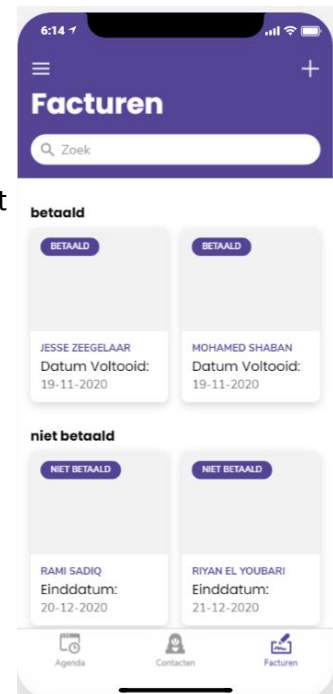 6:14
Facturen
Zoek
t
betaald
BETAALD
BETAALD
JESSE ZEEGELAAR
MOHAMED SHABAN
Datum Voltooid:
Datum Voltooid:
19-11-2020
19-11-2020
niet betaald
NIET BETAALD
NIET BETAALD
RAMI SADIQ
RIYAN EL YOUBARI
Einddatum:
Einddatum:
20-12-2020
21-12-2020
Agenda
Contacten
Facturen